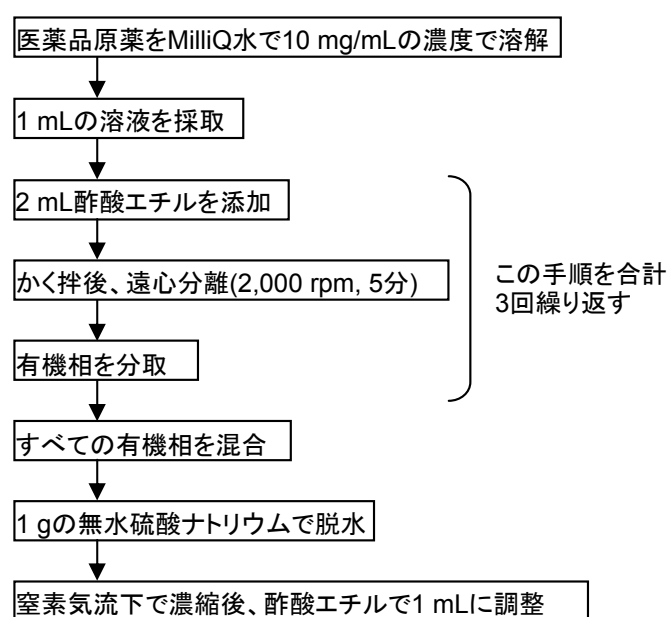 医薬品原薬をMilliQ水で10 mg/mLの濃度で溶解
1 mLの溶液を採取
2 mL酢酸エチルを添加
かく拌後、遠心分離(2,000 rpm, 5分)
有機相を分取
この手順を合計
3回繰り返す
すべての有機相を混合
1 gの無水硫酸ナトリウムで脱水
窒素気流下で濃縮後、酢酸エチルで1 mLに調整